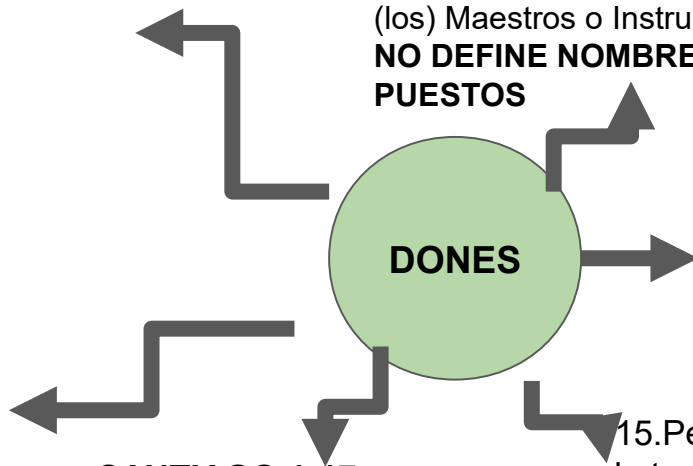 (los) Maestros o Instru
NO DEFINE NOMBRE
PUESTOS
DONES
15.Pe